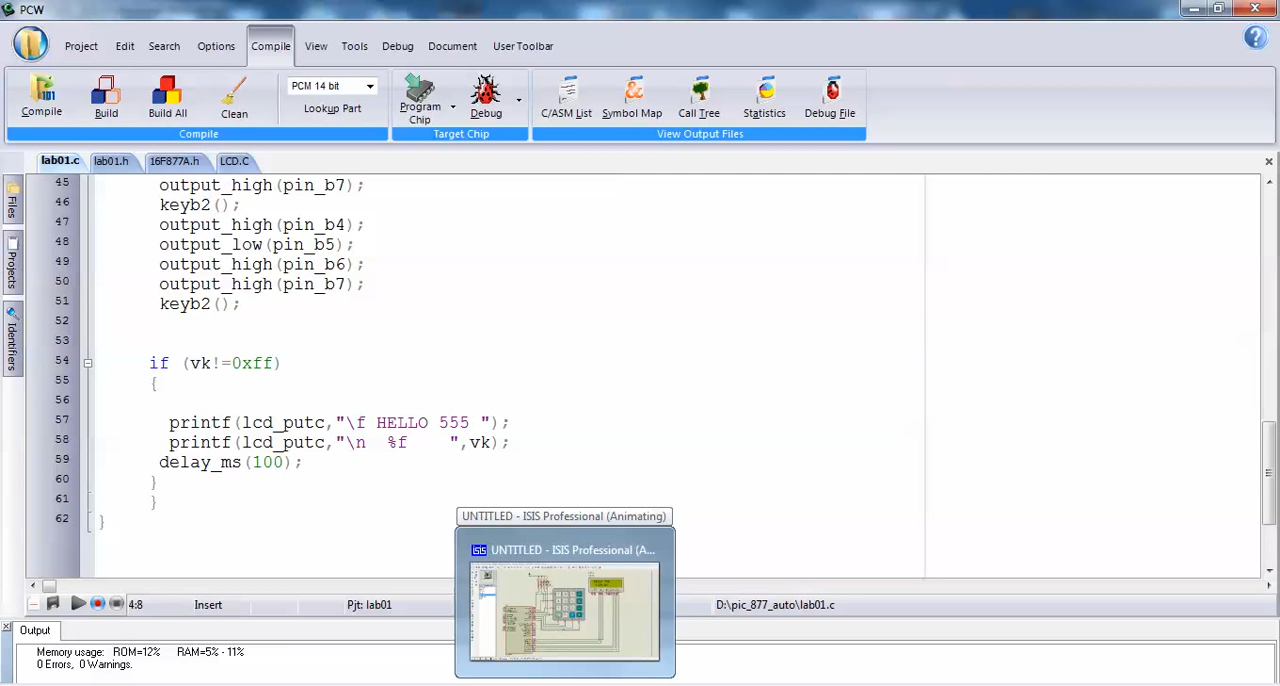 PCW
Project Edit Search Options Compile View Tools Debug Document User Toolbar
Compile Build Build All Clean PCM 14 bit Lookup Part Program Chip Debug C/ASM List Symbol Map Call Tree Statistics Debug File
Compile Target Chip View Output Files
lab01.c lab01.h 16F877A.h LCD.C
Files
Projects
Identifiers
45 output_high(pin_b7);
46 keyb2();
47 output_high(pin_b4);
48 output_low(pin_b5);
49 output_high(pin_b6);
50 output_high(pin_b7);
51 keyb2();
52
53
54 if (vk!=0xff)
55 {
56
57 printf(lcd_putc,"\f HELLO 555 ");
58 printf(lcd_putc,"\n  %f    ",vk);
59 delay_ms(100);
60 }
61 }
62 }
UNTITLED - ISIS Professional (Animating)
ISIS UNTITLED - ISIS Professional (A...
4:8 Insert Pjt: lab01 D:\pic_877_auto\lab01.c
Output
Memory usage: ROM=12% RAM=5% - 11%
0 Errors, 0 Warnings.